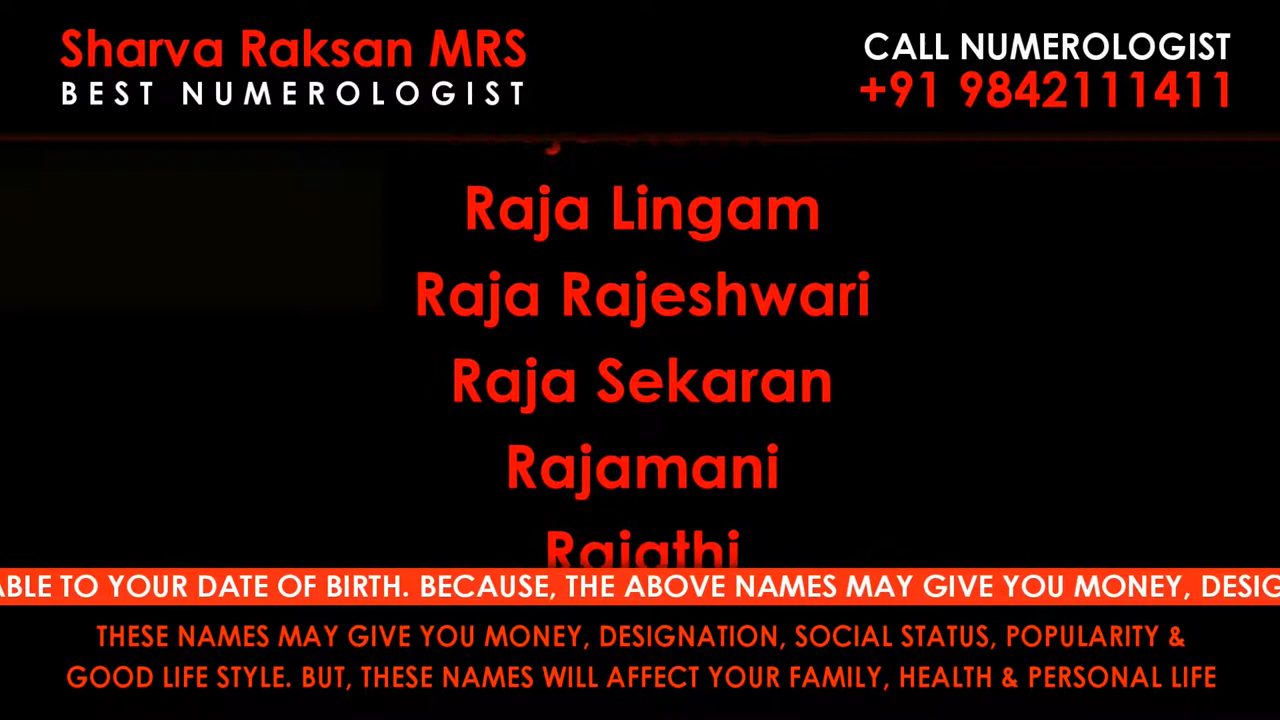 Sharva Raksan MRS
BEST NUMEROLOGIST
CALL NUMEROLOGIST
+91 9842111411
Raja Lingam
Raja Rajeshwari
Raja Sekaran
Rajamani
Rajathi
ABLE TO YOUR DATE OF BIRTH. BECAUSE, THE ABOVE NAMES MAY GIVE YOU MONEY, DESIG
THESE NAMES MAY GIVE YOU MONEY, DESIGNATION, SOCIAL STATUS, POPULARITY &
GOOD LIFE STYLE. BUT, THESE NAMES WILL AFFECT YOUR FAMILY, HEALTH & PERSONAL LIFE